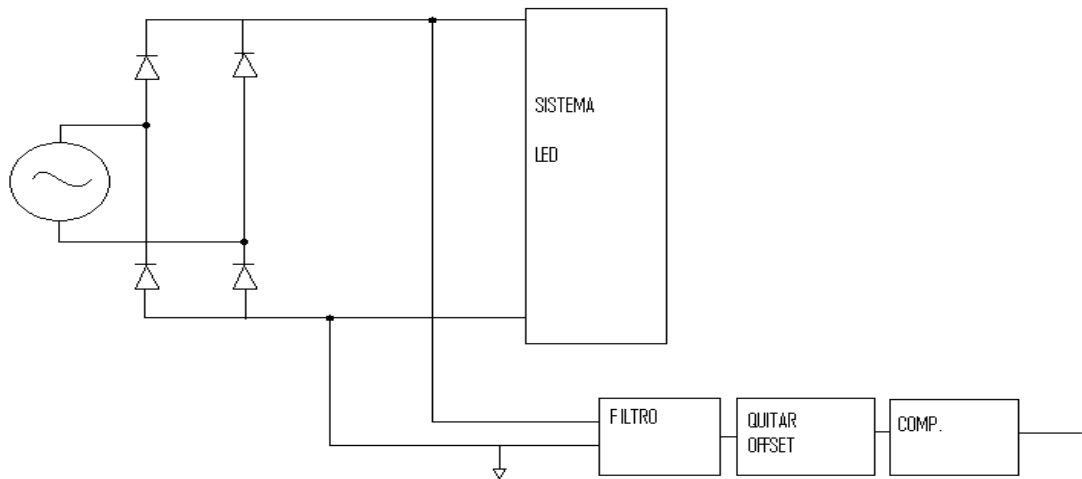 SISTEMA
LED
FILTRO
QUITAR
OFFSET
COMP.